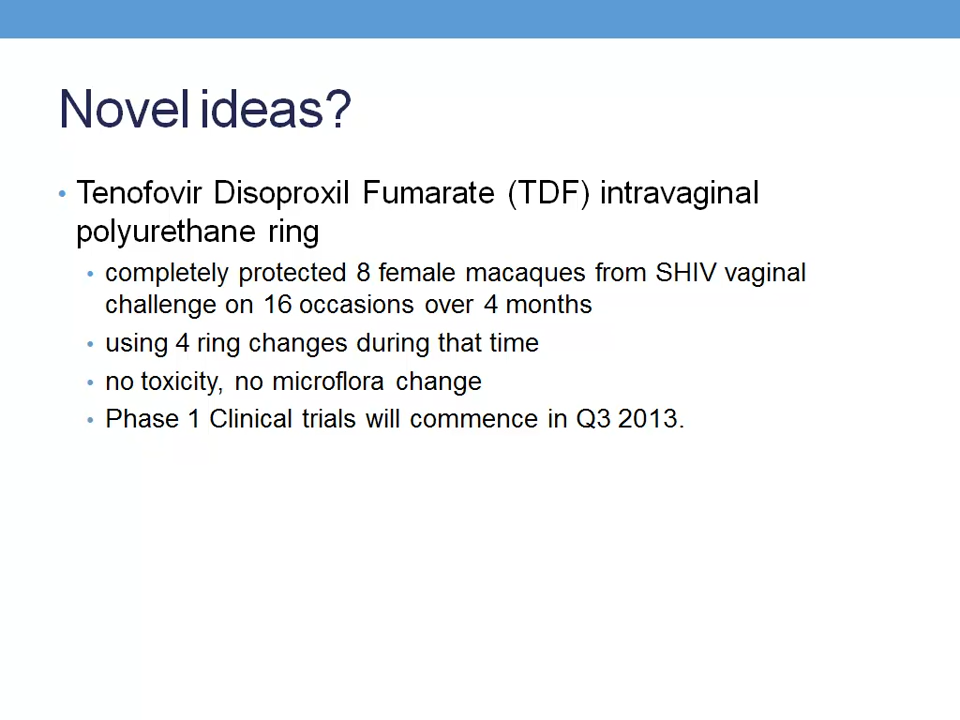 Novel ideas?
• Tenofovir Disoproxil Fumarate (TDF) intravaginal
polyurethane ring
• completely protected 8 female macaques from SHIV vaginal
challenge on 16 occasions over 4 months
• using 4 ring changes during that time
• no toxicity, no microflora change
• Phase 1 Clinical trials will commence in Q3 2013.